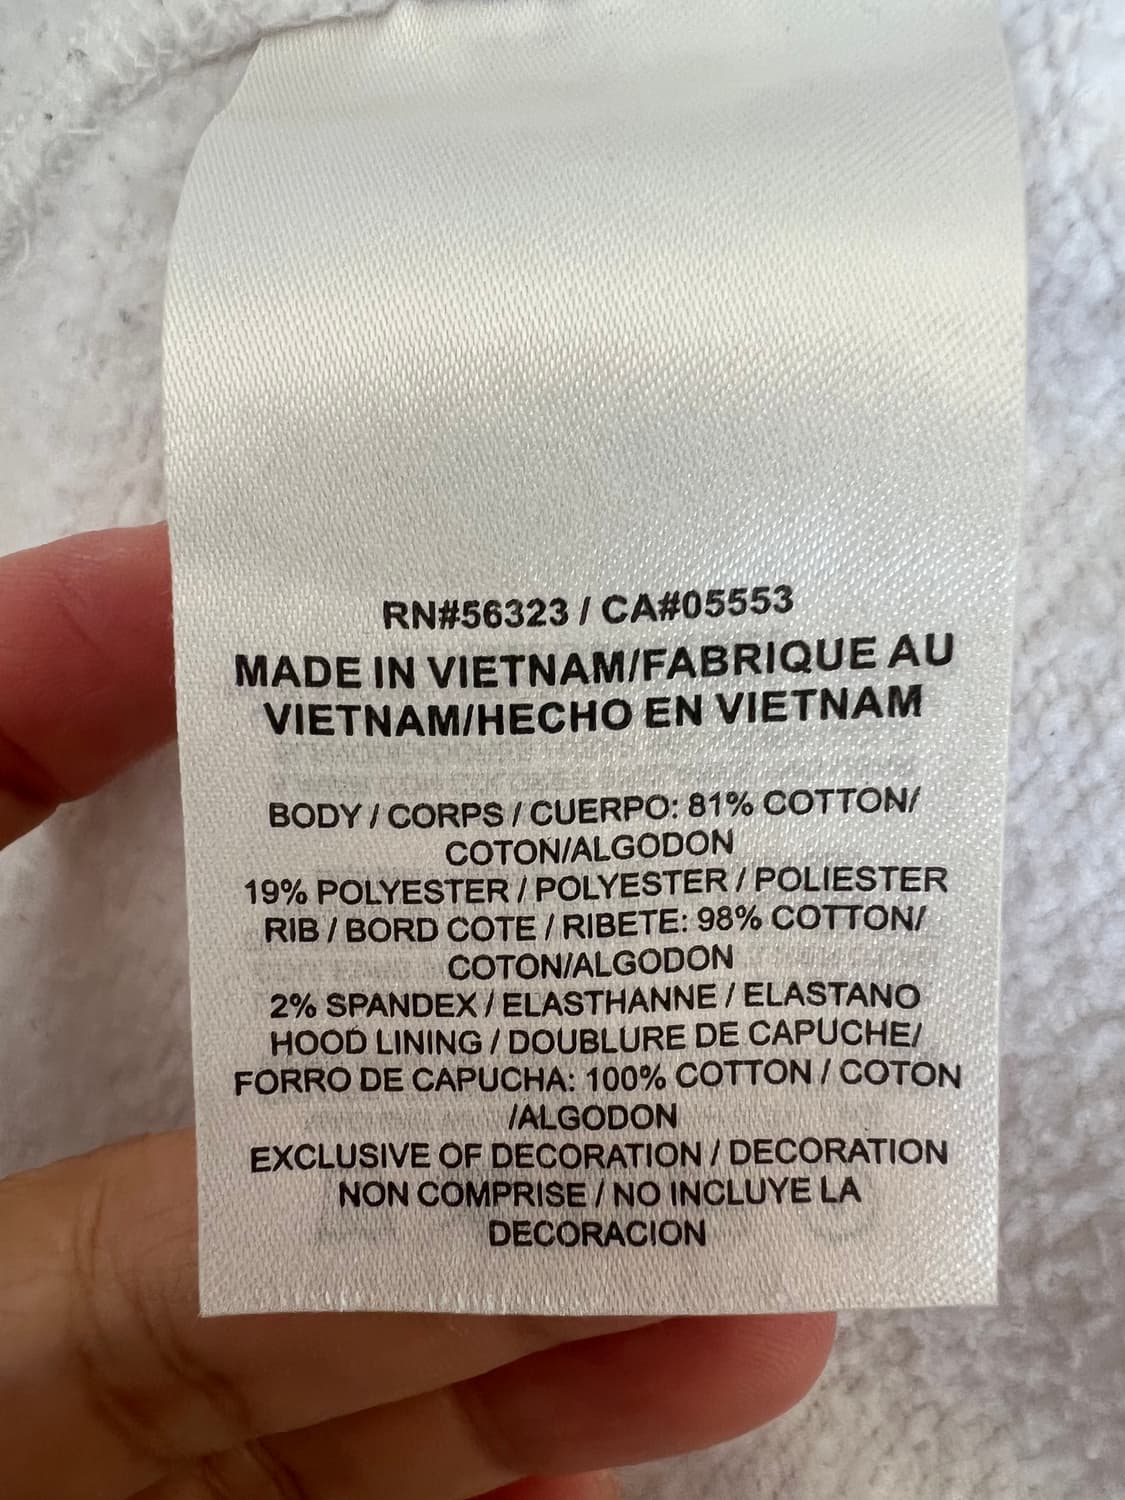 RN#56323 / CA#05553
MADE IN VIETNAM/FABRIQUE AU
VIETNAM/HECHO EN VIETNAM
BODY / CORPS / CUERPO: 81% COTTON/
COTON/ALGODON
19% POLYESTER / POLYESTER / POLIESTER
RIB / BORD COTE / RIBETE: 98% COTTON/
COTON/ALGODON
2% SPANDEX / ELASTHANNE / ELASTANO
HOOD LINING / DOUBLURE DE CAPUCHE/
FORRO DE CAPUCHA: 100% COTTON / COTON
/ALGODON
EXCLUSIVE OF DECORATION / DECORATION
NON COMPRISE / NO INCLUYE LA
DECORACION